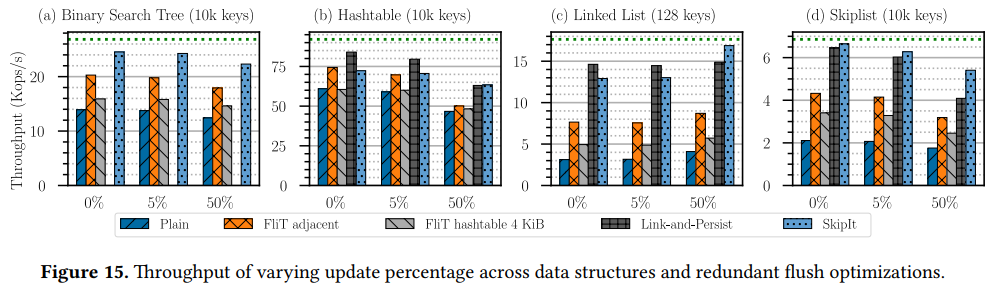 (a) Binary Search Tree (10k keys)
(b) Hashtable (10k keys)
(c) Linked List (128 keys)
(d) Skiplist (10k keys)
Throughput (Kops/s)
20
10
0
0%
5%
50%
75
50
25
0
0%
5%
50%
15
10
5
0
0%
5%
50%
6
4
2
0
0%
5%
50%
Plain
FliT adjacent
FliT hashtable 4 KiB
Link-and-Persist
SkipIt
Figure 15. Throughput of varying update percentage across data structures and redundant flush optimizations.